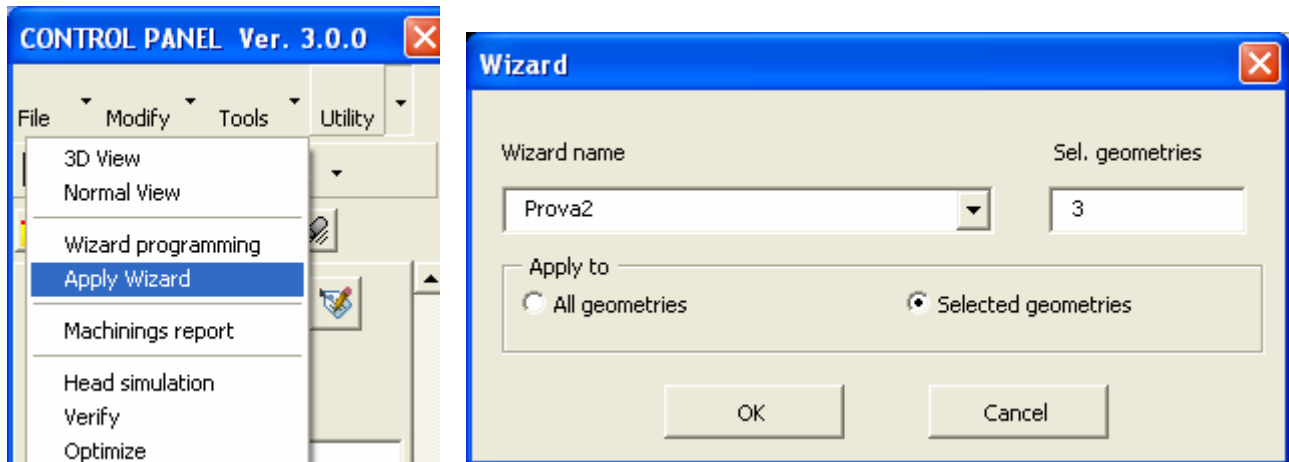 CONTROL PANEL Ver. 3.0.0
File Modify Tools Utility
3D View
Normal View
Wizard programming
Apply Wizard
Machinings report
Head simulation
Verify
Optimize
Wizard
Wizard name Sel. geometries
Prova2 3
Apply to
All geometries Selected geometries
OK Cancel